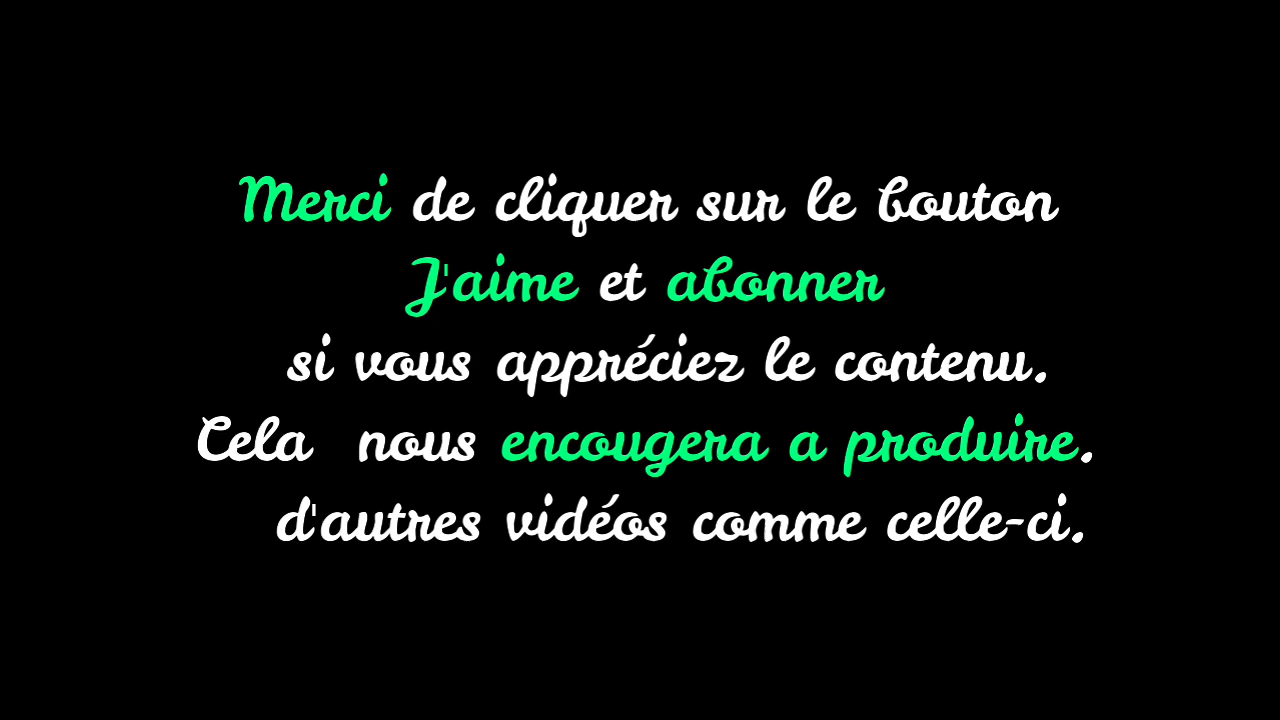 Merci de cliquer sur le bouton
J'aime et abonner
si vous appréciez le contenu.
Cela nous encougera a produire.
d'autres vidéos comme celle-ci.